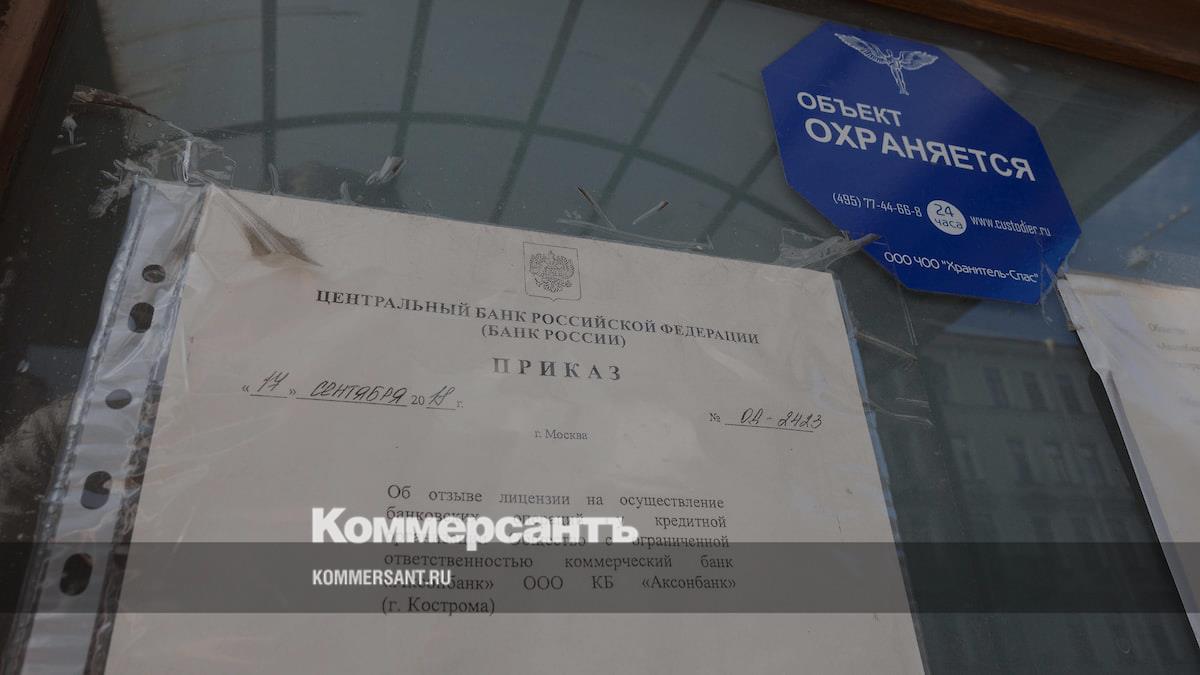 ОБЪЕКТ
ОХРАНЯЕТСЯ
(495) 77-44-66-8
24
часа
www.custodier.ru
ООО ЧОО "Хранитель-Спас"
ЦЕНТРАЛЬНЫЙ БАНК РОССИЙСКОЙ ФЕДЕРАЦИИ
(БАНК РОССИИ)
ПРИКАЗ
« 17 » СЕНТЯБРЯ 2018 г.
№ ОД-2423
г. Москва
Об отзыве лицензии на осуществление
банковских операций у кредитной
ограниченной
ответственностью коммерческий банк
ООО КБ «Аксонбанк»
(г. Кострома)
Коммерсантъ
KOMMERSANT.RU